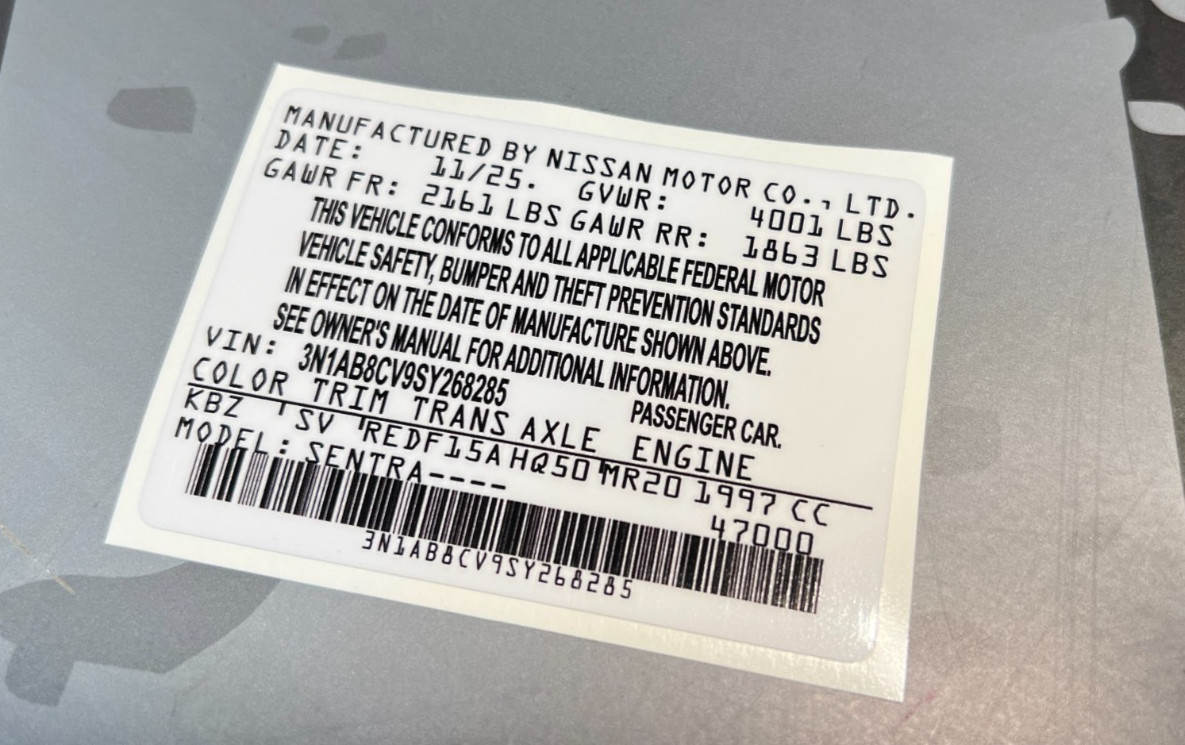 MANUFACTURED BY NISSAN MOTOR CO., LTD.
DATE: 11/25. GVWR: 4001 LBS
GAWR FR: 2161 LBS GAWR RR: 1863 LBS
THIS VEHICLE CONFORMS TO ALL APPLICABLE FEDERAL MOTOR
VEHICLE SAFETY, BUMPER AND THEFT PREVENTION STANDARDS
IN EFFECT ON THE DATE OF MANUFACTURE SHOWN ABOVE.
SEE OWNER'S MANUAL FOR ADDITIONAL INFORMATION.
VIN: 3N1AB8CV9SY268285 PASSENGER CAR.
COLOR TRIM TRANS AXLE ENGINE
KBZ ' SV 'REDF15A HQ50 'MR20 1997 CC
MODEL: SENTRA---- 47000
3N1AB8CV9SY268285